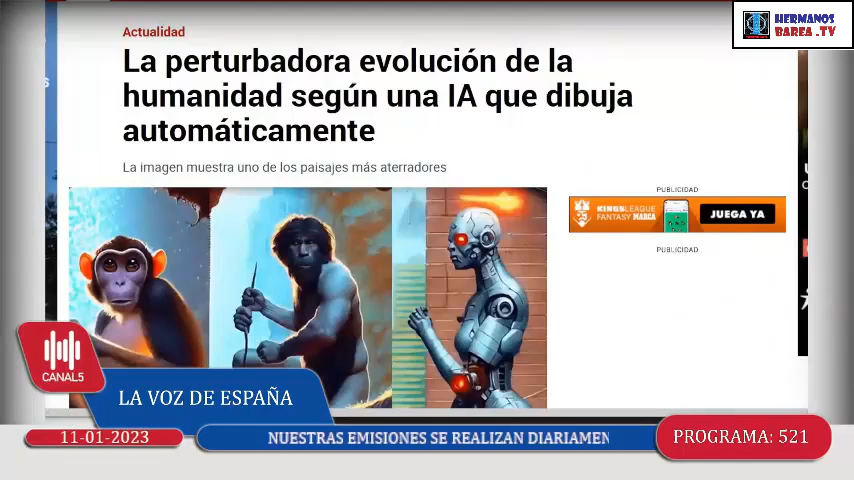 HERMANOS
BAREA .TV
Actualidad
La perturbadora evolución de la
humanidad según una IA que dibuja
automáticamente
La imagen muestra uno de los paisajes más aterradores
PUBLICIDAD
KINGS LEAGUE
FANTASY MARCA
JUEGA YA
PUBLICIDAD
CANAL5
LA VOZ DE ESPAÑA
11-01-2023
NUESTRAS EMISIONES SE REALIZAN DIARIAMEN
PROGRAMA: 521